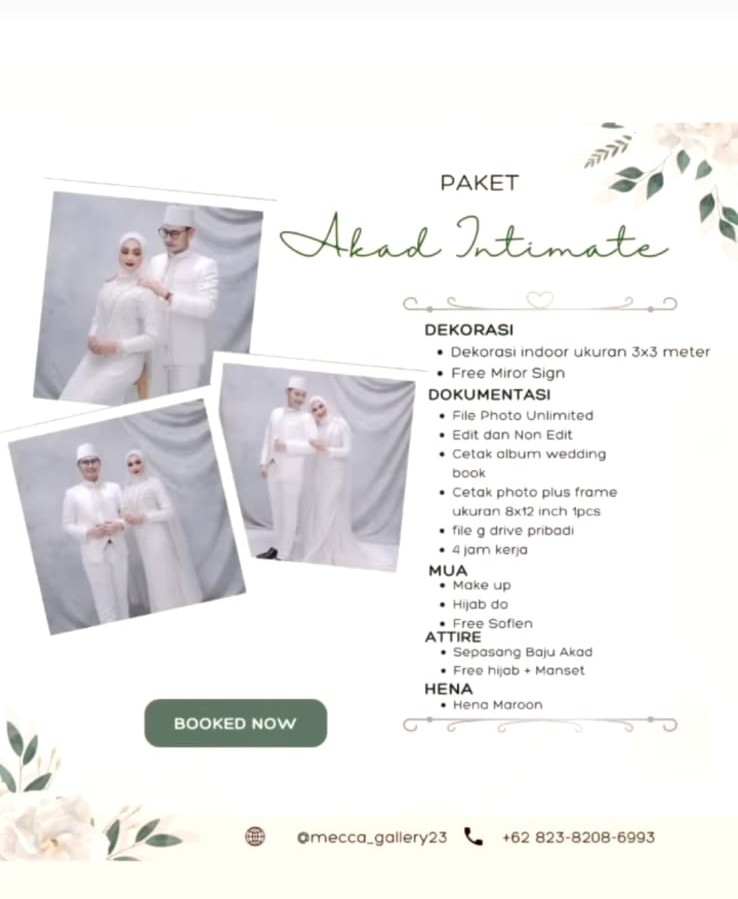 PAKET
Akad Intimate
DEKORASI
• Dekorasi indoor ukuran 3x3 meter
• Free Miror Sign
DOKUMENTASI
• File Photo Unlimited
• Edit dan Non Edit
• Cetak album wedding
book
• Cetak photo plus frame
ukuran 8x12 inch 1pcs
• file g drive pribadi
• 4 jam kerja
MUA
• Make up
• Hijab do
• Free Soflen
ATTIRE
• Sepasang Baju Akad
• Free hijab + Manset
HENA
• Hena Maroon
BOOKED NOW
@mecca_gallery23
+62 823-8208-6993